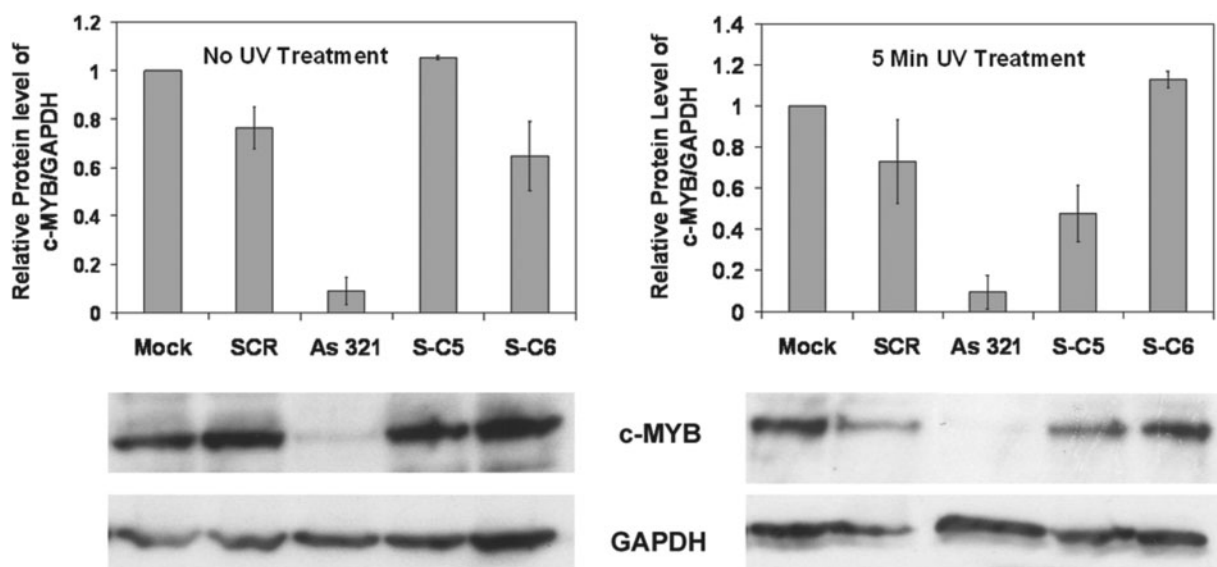 Relative Protein level of
c-MYB/GAPDH
1.2
1
0.8
0.6
0.4
0.2
0
No UV Treatment
Mock SCR As 321 S-C5 S-C6
Relative Protein Level of
c-MYB/GAPDH
1.4
1.2
1
0.8
0.6
0.4
0.2
0
5 Min UV Treatment
Mock SCR As 321 S-C5 S-C6
c-MYB
GAPDH